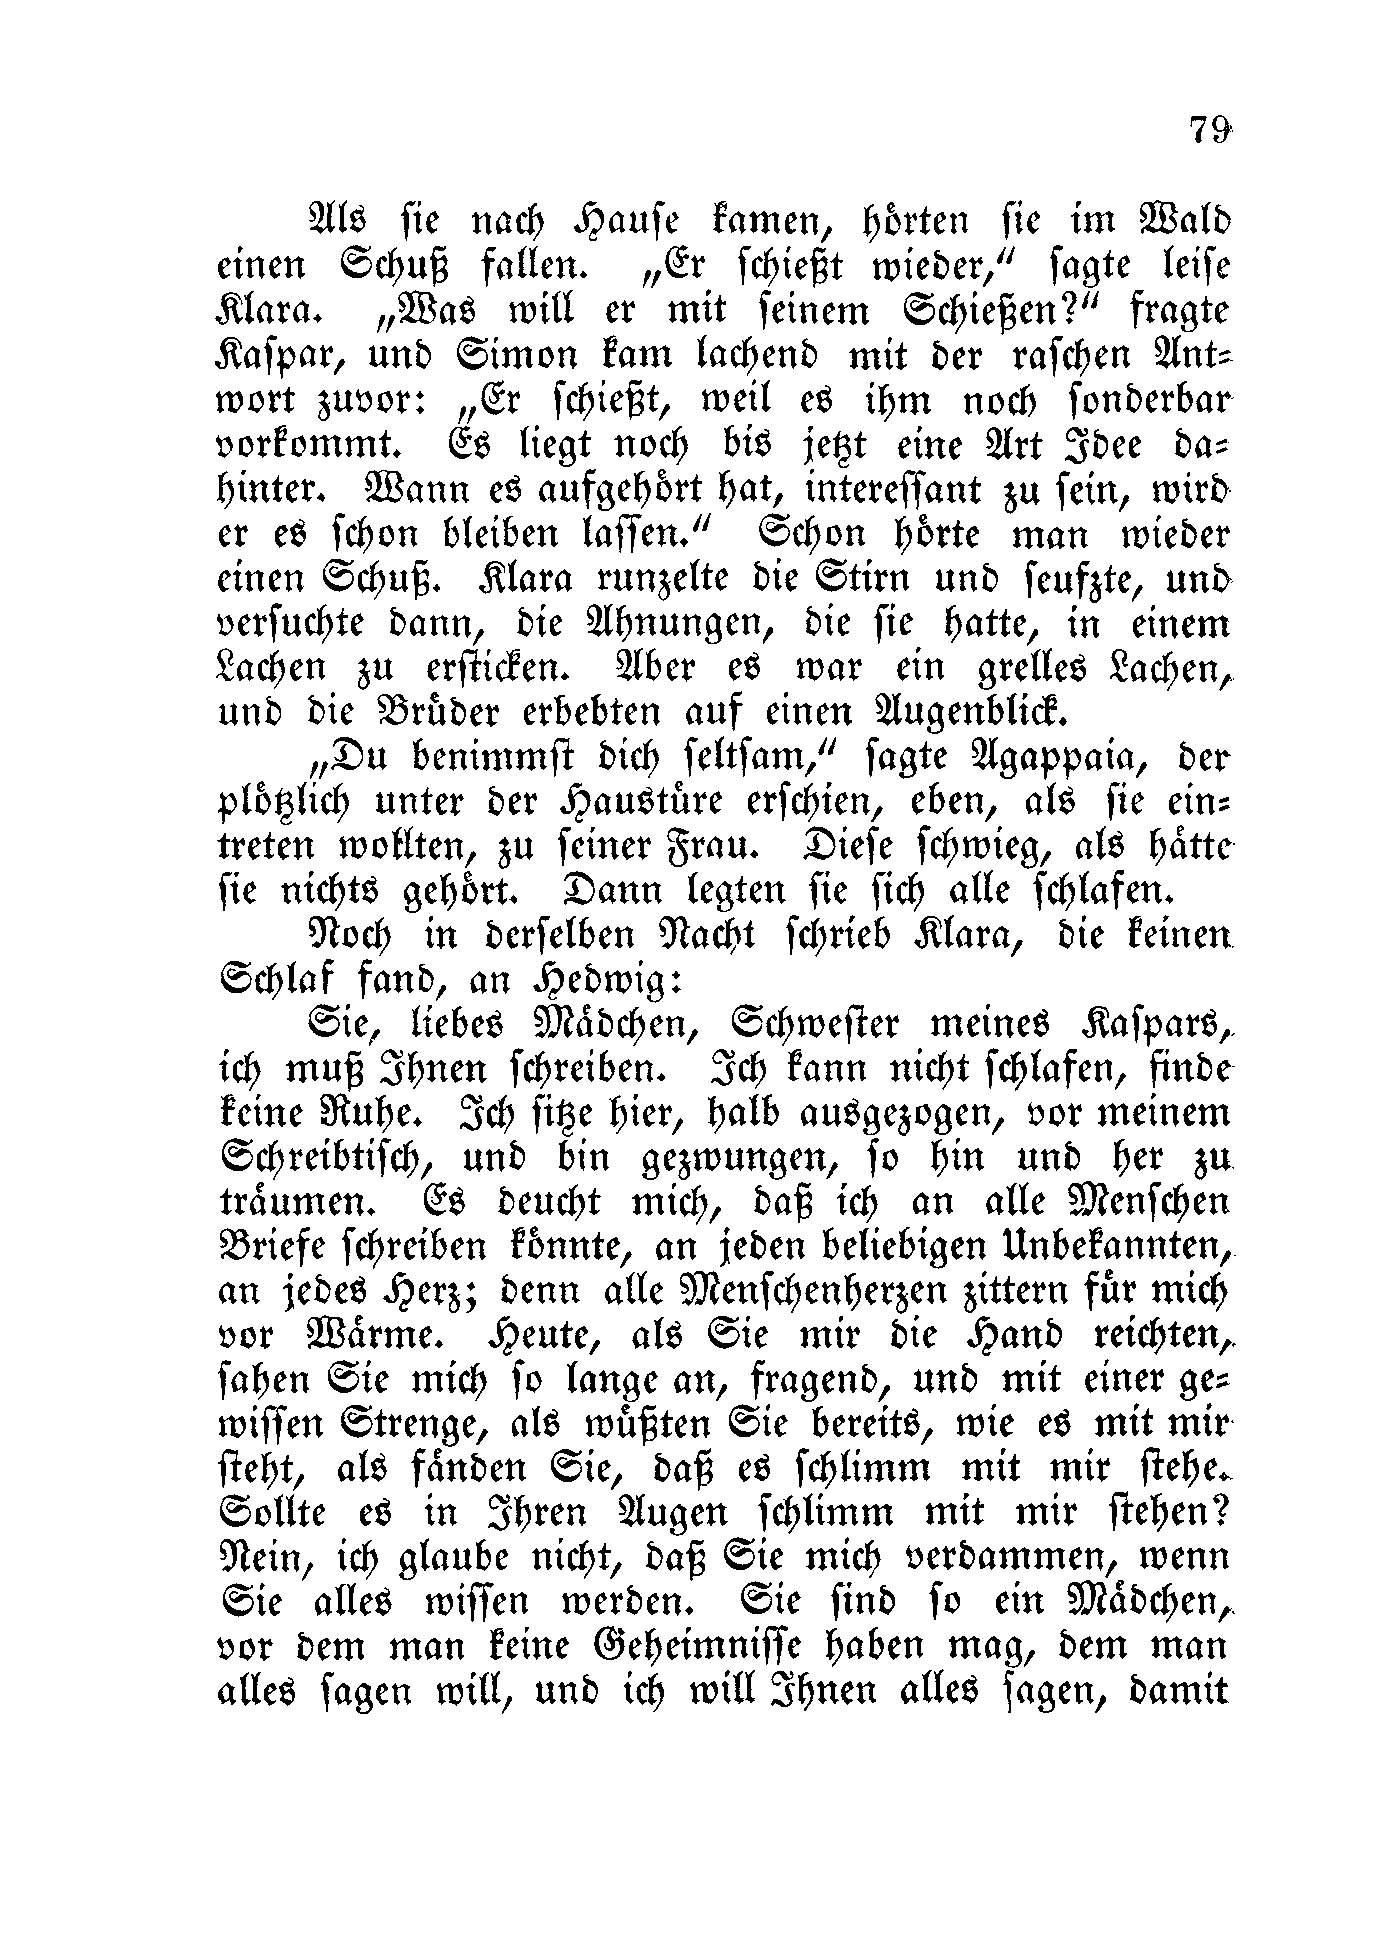 79
Als sie nach Hause kamen, hörten sie im Wald
einen Schuß fallen. „Er schießt wieder,“ sagte leise
Klara. „Was will er mit seinem Schießen?“ fragte
Kaspar, und Simon kam lachend mit der raschen Ant-
wort zuvor: „Er schießt, weil es ihm noch sonderbar
vorkommt. Es liegt noch bis jetzt eine Art Idee da-
hinter. Wann es aufgehört hat, interessant zu sein, wird
er es schon bleiben lassen.“ Schon hörte man wieder
einen Schuß. Klara runzelte die Stirn und seufzte, und
versuchte dann, die Ahnungen, die sie hatte, in einem
Lachen zu ersticken. Aber es war ein grelles Lachen,
und die Brüder erbebten auf einen Augenblick.
„Du benimmst dich seltsam,“ sagte Agappaia, der
plötzlich unter der Haustüre erschien, eben, als sie ein-
treten wollten, zu seiner Frau. Diese schwieg, als hätte
sie nichts gehört. Dann legten sie sich alle schlafen.
Noch in derselben Nacht schrieb Klara, die keinen
Schlaf fand, an Hedwig:
Sie, liebes Mädchen, Schwester meines Kaspars,
ich muß Ihnen schreiben. Ich kann nicht schlafen, finde
keine Ruhe. Ich sitze hier, halb ausgezogen, vor meinem
Schreibtisch, und bin gezwungen, so hin und her zu
träumen. Es deucht mich, daß ich an alle Menschen
Briefe schreiben könnte, an jeden beliebigen Unbekannten,
an jedes Herz; denn alle Menschenherzen zittern für mich
vor Wärme. Heute, als Sie mir die Hand reichten,
sahen Sie mich so lange an, fragend, und mit einer ge-
wissen Strenge, als wüßten Sie bereits, wie es mit mir
steht, als fänden Sie, daß es schlimm mit mir stehe.
Sollte es in Ihren Augen schlimm mit mir stehen?
Nein, ich glaube nicht, daß Sie mich verdammen, wenn
Sie alles wissen werden. Sie sind so ein Mädchen,
vor dem man keine Geheimnisse haben mag, dem man
alles sagen will, und ich will Ihnen alles sagen, damit